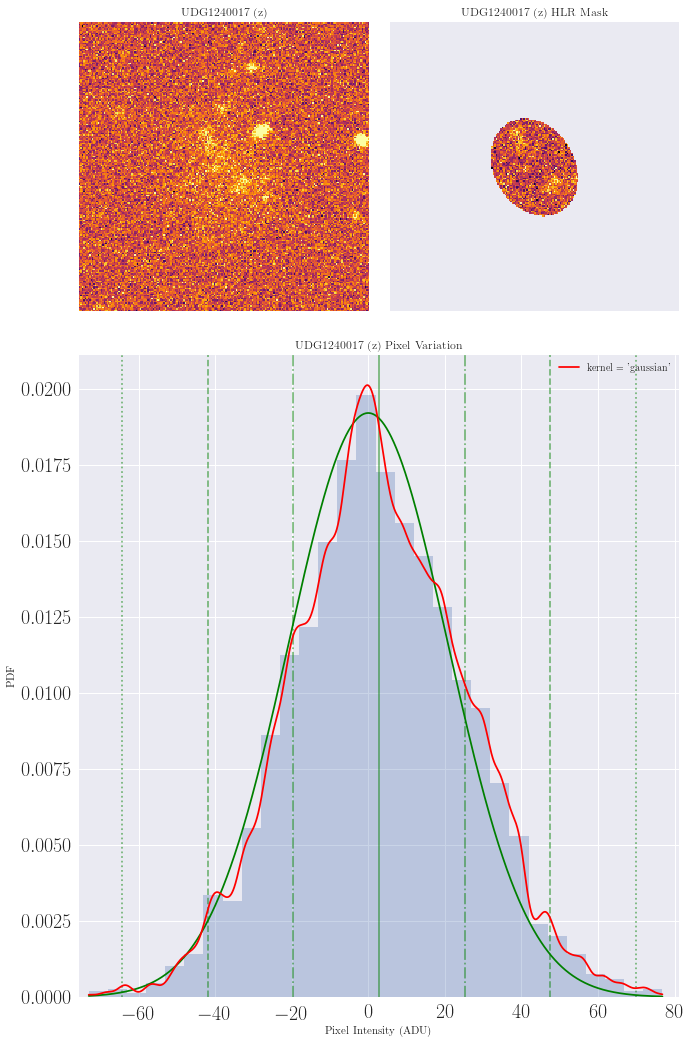 UDG1240017 (z)
UDG1240017 (z) HLR Mask
UDG1240017 (z) Pixel Variation
kernel = 'gaussian'
0.0200
0.0175
0.0150
0.0125
0.0100
0.0075
0.0050
0.0025
0.0000
PDF
−60
−40
−20
0
20
40
60
80
Pixel Intensity (ADU)